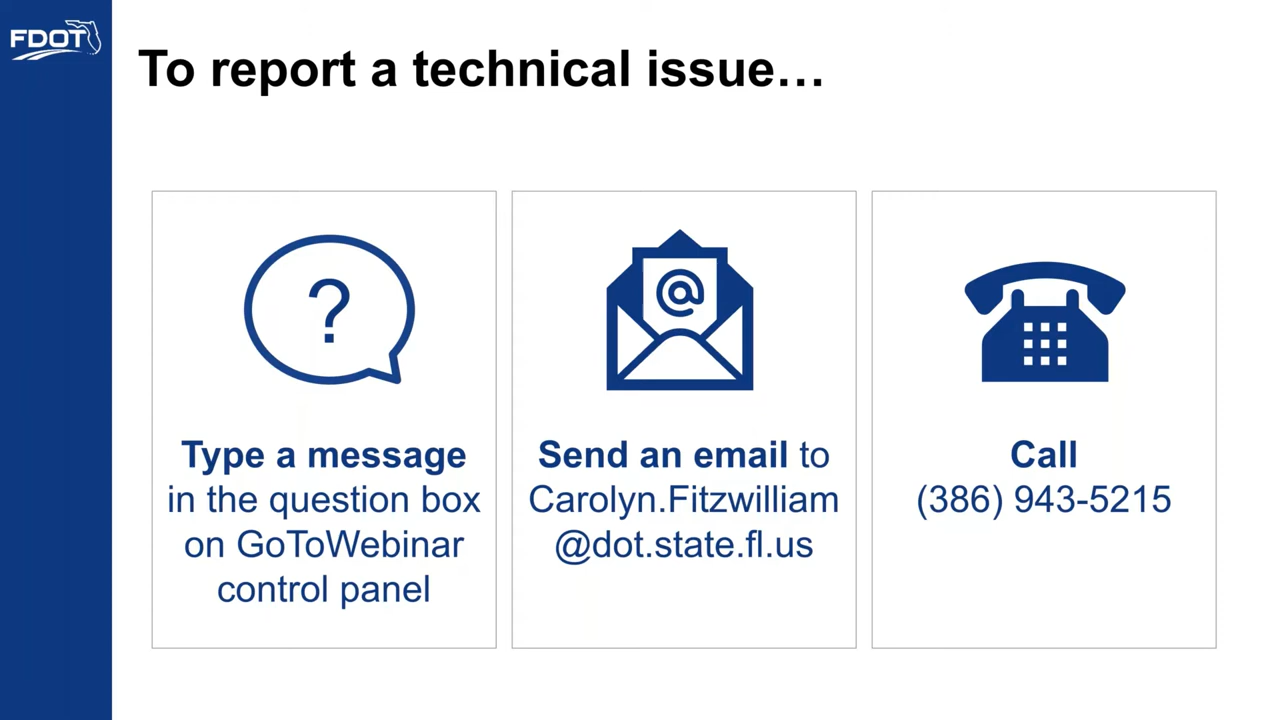 FDOT
To report a technical issue…
?
@
Type a message
in the question box
on GoToWebinar
control panel
Send an email to
Carolyn.Fitzwilliam
@dot.state.fl.us
Call
(386) 943-5215